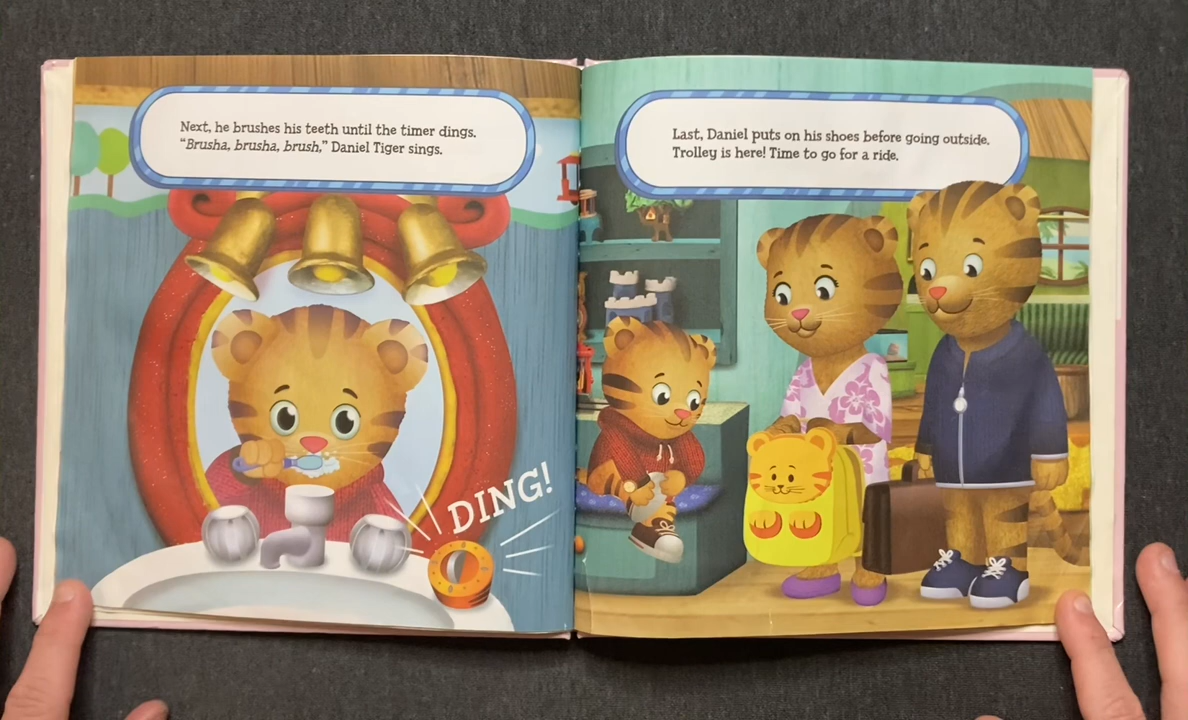 Next, he brushes his teeth until the timer dings.
“Brusha, brusha, brush,” Daniel Tiger sings.
DING!
Last, Daniel puts on his shoes before going outside.
Trolley is here! Time to go for a ride.